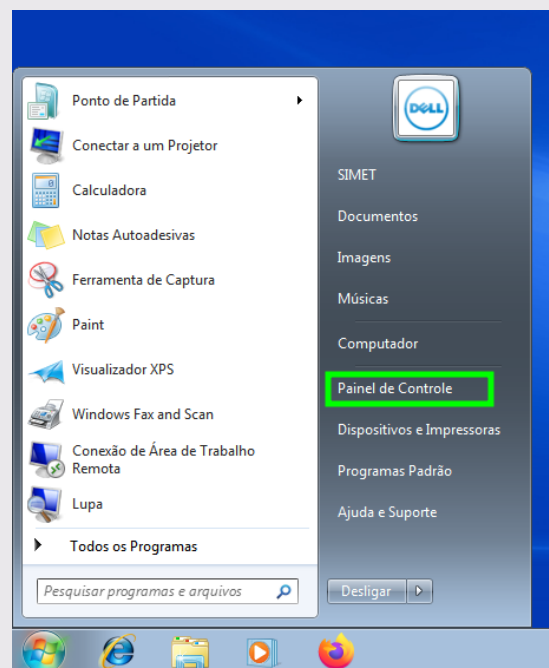 Ponto de Partida
Conectar a um Projetor
Calculadora
Notas Autoadesivas
Ferramenta de Captura
Paint
Visualizador XPS
Windows Fax and Scan
Conexão de Área de Trabalho
Remota
Lupa
Todos os Programas
Pesquisar programas e arquivos
DELL
SIMET
Documentos
Imagens
Músicas
Computador
Painel de Controle
Dispositivos e Impressoras
Programas Padrão
Ajuda e Suporte
Desligar